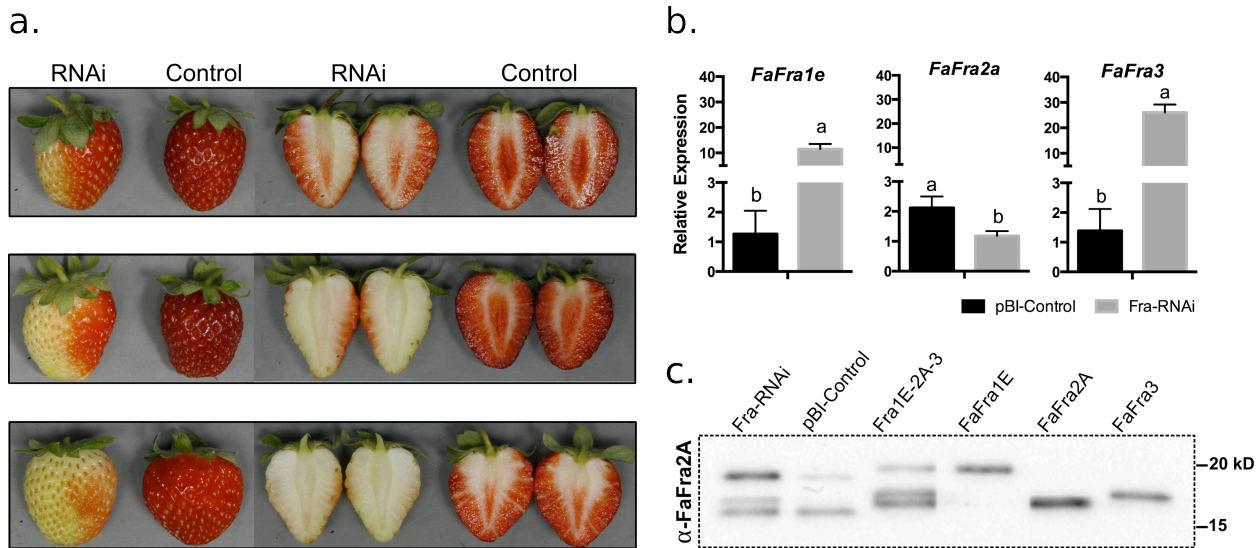 a.
RNAi Control RNAi Control
b.
FaFra1e
FaFra2a
FaFra3
Relative Expression
40
30
20
10
3
2
1
0
b
a
40
30
20
10
3
2
1
0
a
b
40
30
20
10
3
2
1
0
b
a
pBI-Control
Fra-RNAi
c.
Fra-RNAi
pBI-Control
Fra1E-2A-3
FaFra1E
FaFra2A
FaFra3
α-FaFra2A
20 kD
15